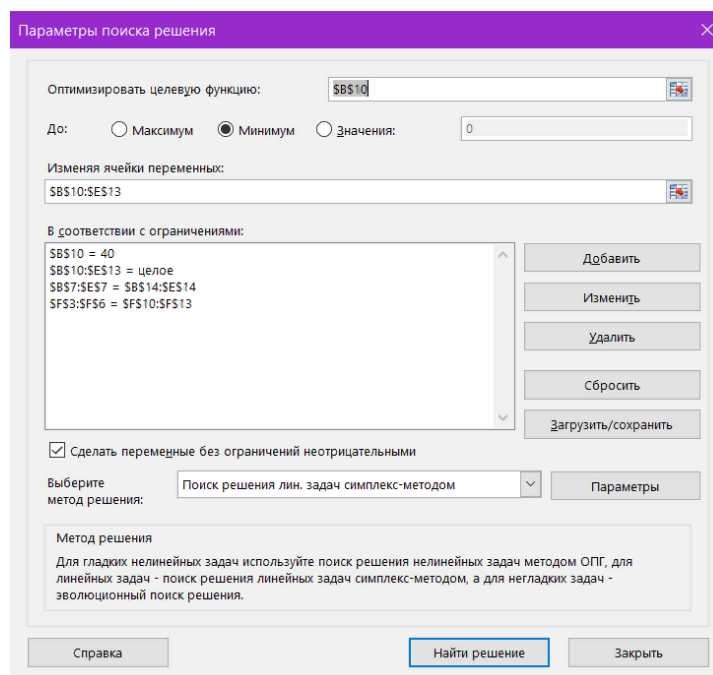 Параметры поиска решения
Оптимизировать целевую функцию:
$B$10
До:
Максимум
Минимум
Значения:
0
Изменяя ячейки переменных:
$B$10:$E$13
В соответствии с ограничениями:
$B$10 = 40
$B$10:$E$13 = целое
$B$7:$E$7 = $B$14:$E$14
$F$3:$F$6 = $F$10:$F$13
Добавить
Изменить
Удалить
Сбросить
Загрузить/сохранить
Сделать переменные без ограничений неотрицательными
Выберите
метод решения:
Поиск решения лин. задач симплекс-методом
Параметры
Метод решения
Для гладких нелинейных задач используйте поиск решения нелинейных задач методом ОПГ, для
линейных задач - поиск решения линейных задач симплекс-методом, а для негладких задач -
эволюционный поиск решения.
Справка
Найти решение
Закрыть